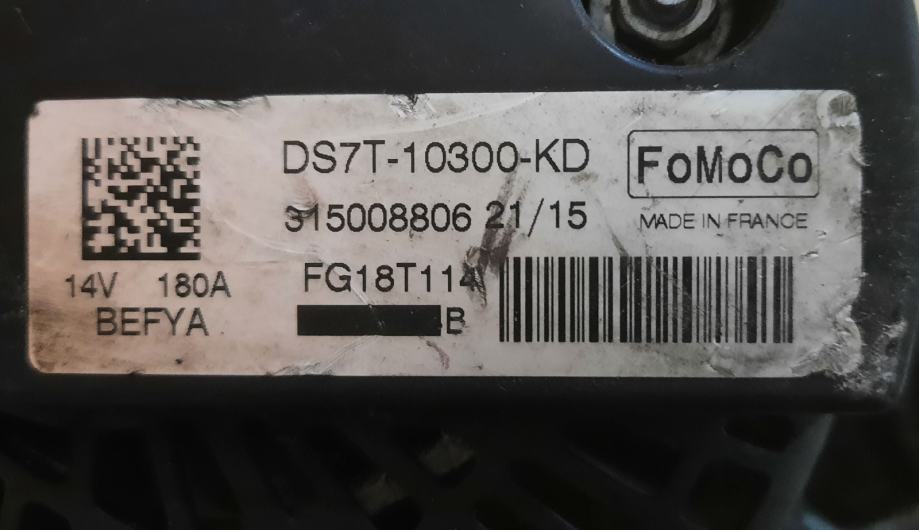 DS7T-10300-KD
FoMoCo
315008806 21/15
MADE IN FRANCE
14V 180A
FG18T114
BEFYA
B